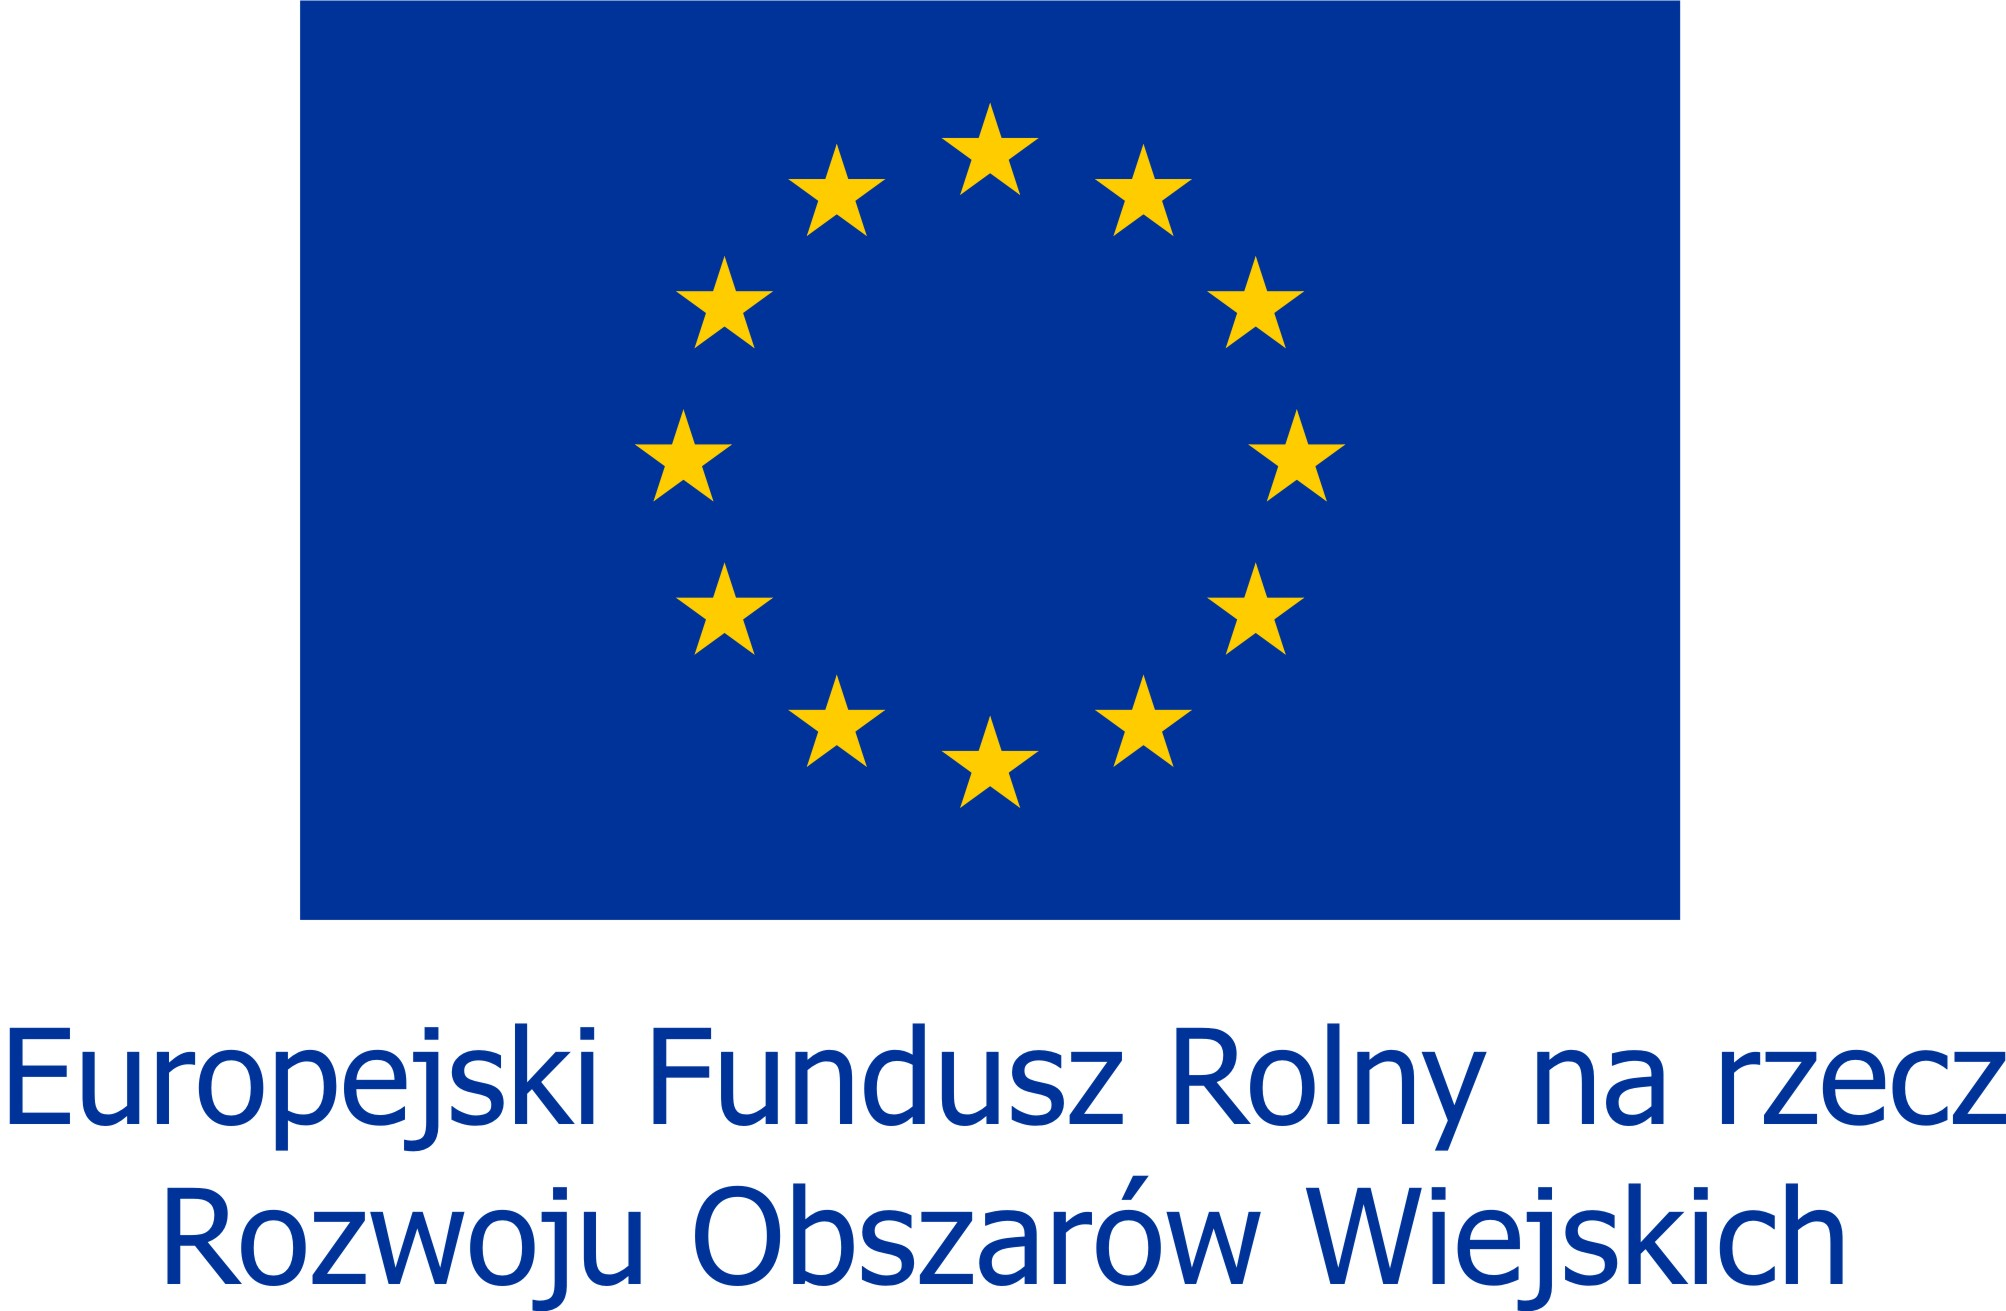 Europejski Fundusz Rolny na rzecz
Rozwoju Obszarów Wiejskich